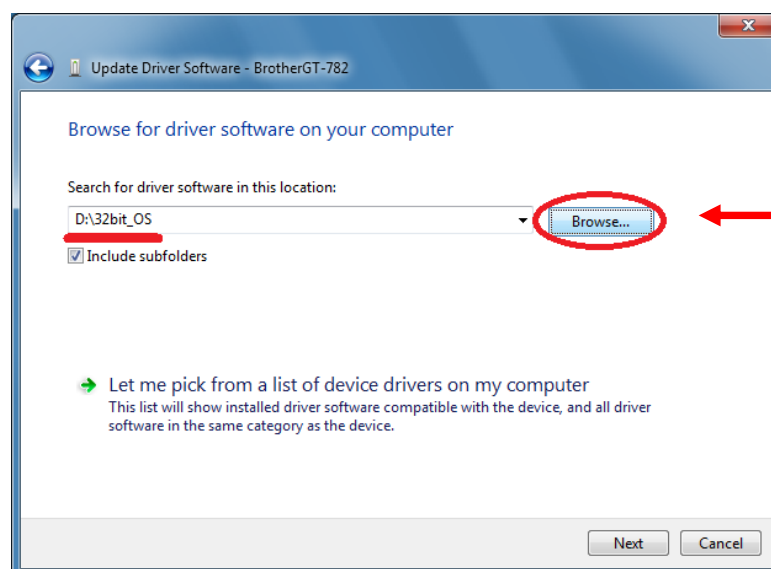 Update Driver Software - BrotherGT-782
Browse for driver software on your computer
Search for driver software in this location:
D:\32bit_OS
Browse...
Include subfolders
Let me pick from a list of device drivers on my computer
This list will show installed driver software compatible with the device, and all driver
software in the same category as the device.
Next
Cancel